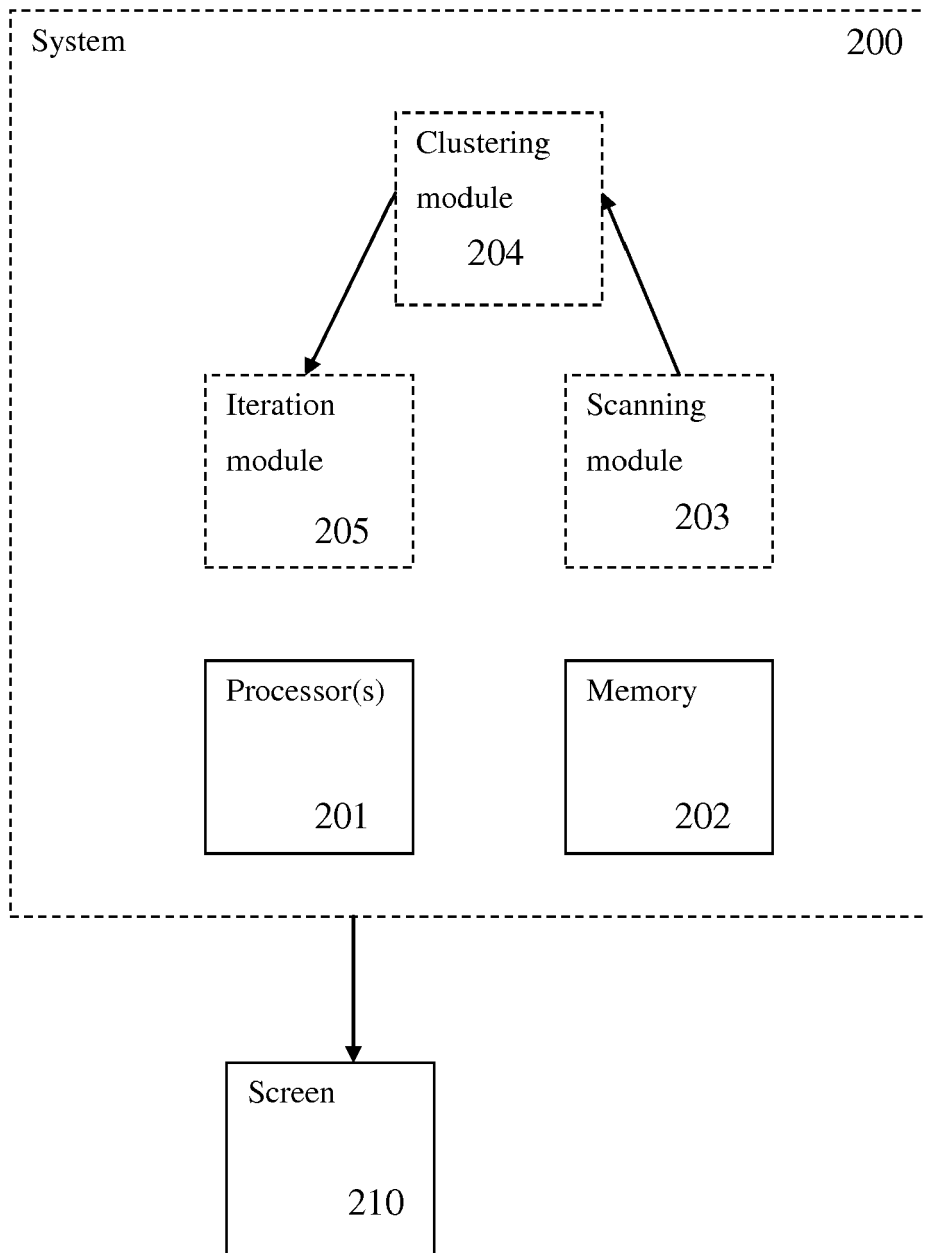 System 200
Clustering
module
204
Iteration
module
205
Scanning
module
203
Processor(s)
201
Memory
202
Screen
210